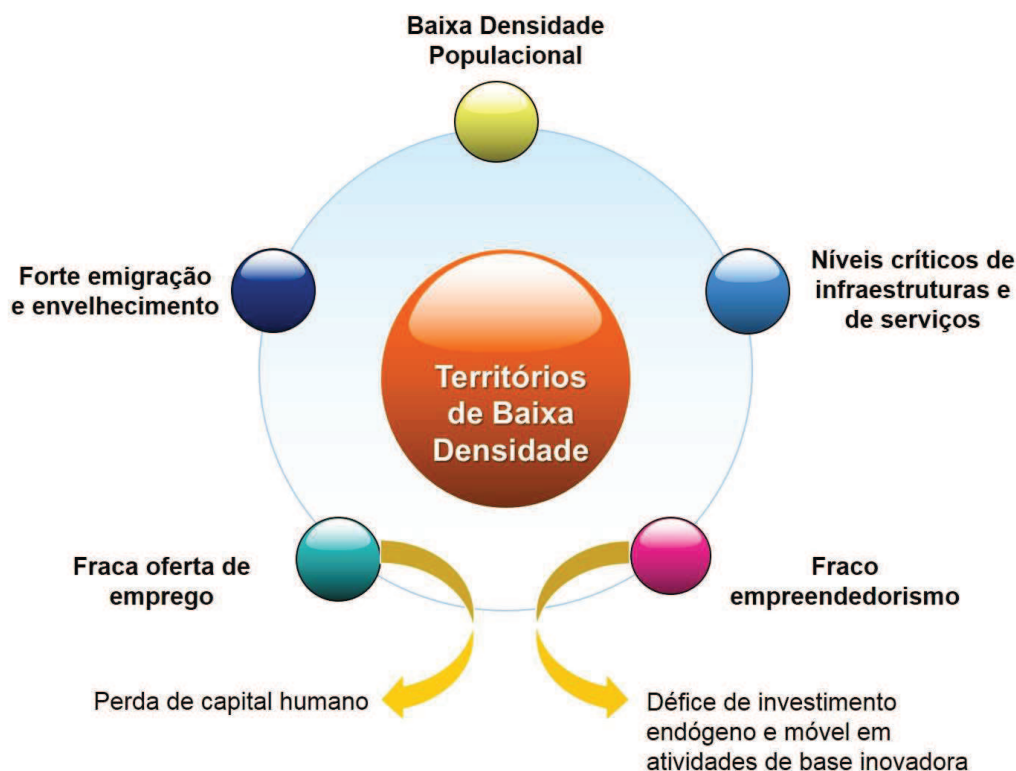 Baixa Densidade
Populacional
Forte emigração
e envelhecimento
Níveis críticos de
infraestruturas e
de serviços
Territórios
de Baixa
Densidade
Fraca oferta de
emprego
Fraco
empreendedorismo
Perda de capital humano
Défice de investimento
endógeno e móvel em
atividades de base inovadora